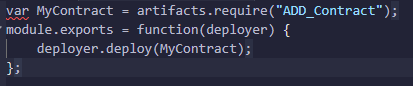 var MyContract = artifacts.require("ADD_Contract");
module.exports = function(deployer) {
    deployer.deploy(MyContract);
};